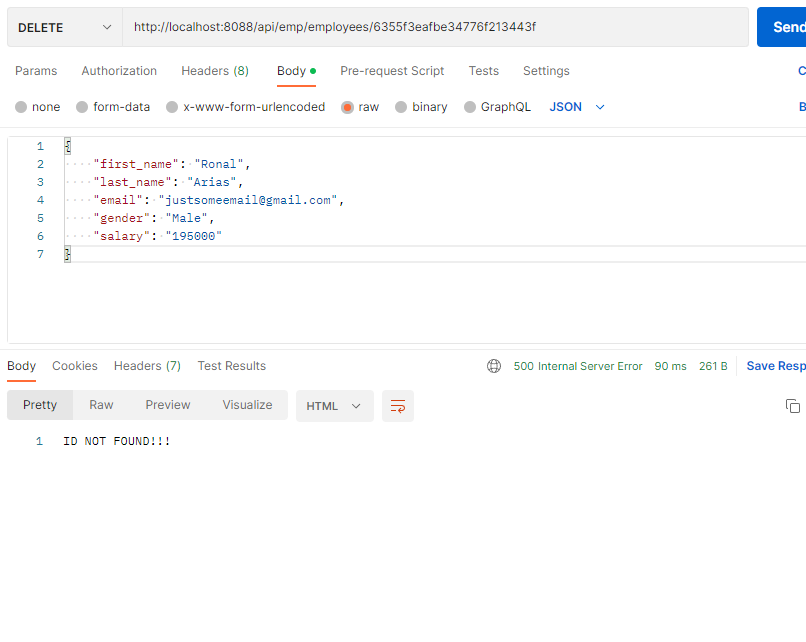 DELETE http://localhost:8088/api/emp/employees/6355f3eafbe34776f213443f Send
Params Authorization Headers (8) Body Pre-request Script Tests Settings C
none form-data x-www-form-urlencoded raw binary GraphQL JSON B
1 {
2 ····"first_name":·"Ronal",
3 ····"last_name":·"Arias",
4 ····"email":·"justsomeemail@gmail.com",
5 ····"gender":·"Male",
6 ····"salary":·"195000"
7 }
Body Cookies Headers (7) Test Results 500 Internal Server Error 90 ms 261 B Save Resp
Pretty Raw Preview Visualize HTML
1 ID NOT FOUND!!!